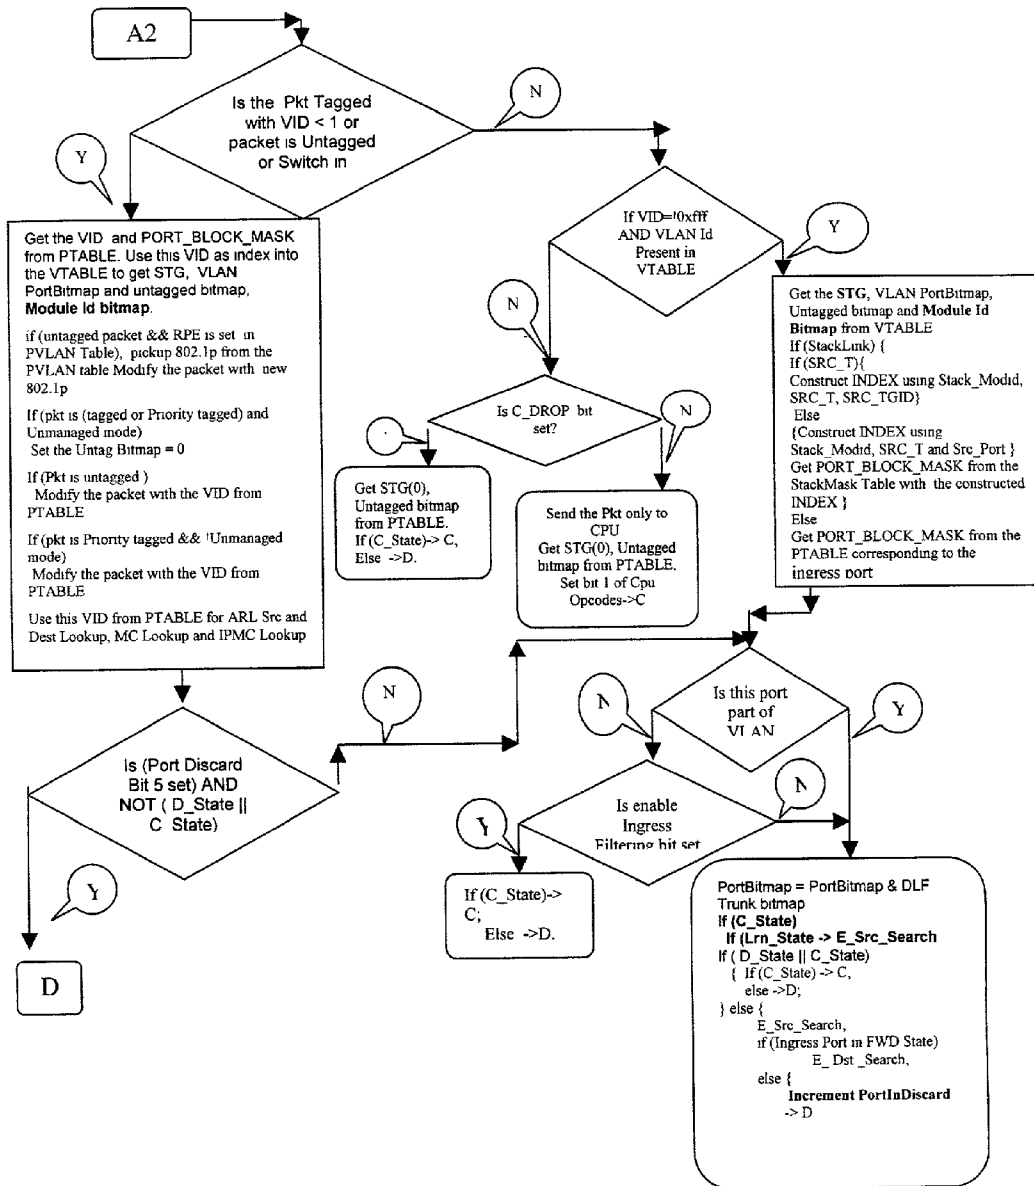 A2
Is the Pkt Tagged
with VID < 1 or
packet is Untagged
or Switch in
N
Y
Get the VID and PORT_BLOCK_MASK
from PTABLE. Use this VID as index into
the VTABLE to get STG, VLAN
PortBitmap and untagged bitmap,
Module Id bitmap.
if (untagged packet && RPE is set in
PVLAN Table), pickup 802.1p from the
PVLAN table Modify the packet with new
802.1p
If (pkt is (tagged or Priority tagged) and
Unmanaged mode)
Set the Untag Bitmap = 0
If (Pkt is untagged )
Modify the packet with the VID from
PTABLE
If (pkt is Priority tagged && !Unmanaged
mode)
Modify the packet with the VID from
PTABLE
Use this VID from PTABLE for ARL Src and
Dest Lookup, MC Lookup and IPMC Lookup
If VID=!0xfff
AND VLAN Id
Present in
VTABLE
Y
N
Get the STG, VLAN PortBitmap,
Untagged bitmap and Module Id
Bitmap from VTABLE
If (StackLink) {
If (SRC_T){
Construct INDEX using Stack_Modid,
SRC_T, SRC_TGID}
Else
{Construct INDEX using
Stack_Modid, SRC_T and Src_Port }
Get PORT_BLOCK_MASK from the
StackMask Table with the constructed
INDEX }
Else
Get PORT_BLOCK_MASK from the
PTABLE corresponding to the
ingress port
Is C_DROP bit
set?
N
Get STG(0),
Untagged bitmap
from PTABLE.
If (C_State)-> C,
Else ->D.
Send the Pkt only to
CPU
Get STG(0), Untagged
bitmap from PTABLE.
Set bit 1 of Cpu
Opcodes->C
Is (Port Discard
Bit 5 set) AND
NOT ( D_State ||
C_State)
N
Y
D
Is this port
part of
VLAN
N
Y
Is enable
Ingress
Filtering bit set
N
Y
If (C_State)->
C;
Else ->D.
PortBitmap = PortBitmap & DLF
Trunk bitmap
If (C_State)
If (Lrn_State -> E_Src_Search
If ( D_State || C_State)
{ If (C_State) -> C,
else ->D;
} else {
E_Src_Search,
if (Ingress Port in FWD State)
E_ Dst _Search,
else {
Increment PortInDiscard
-> D